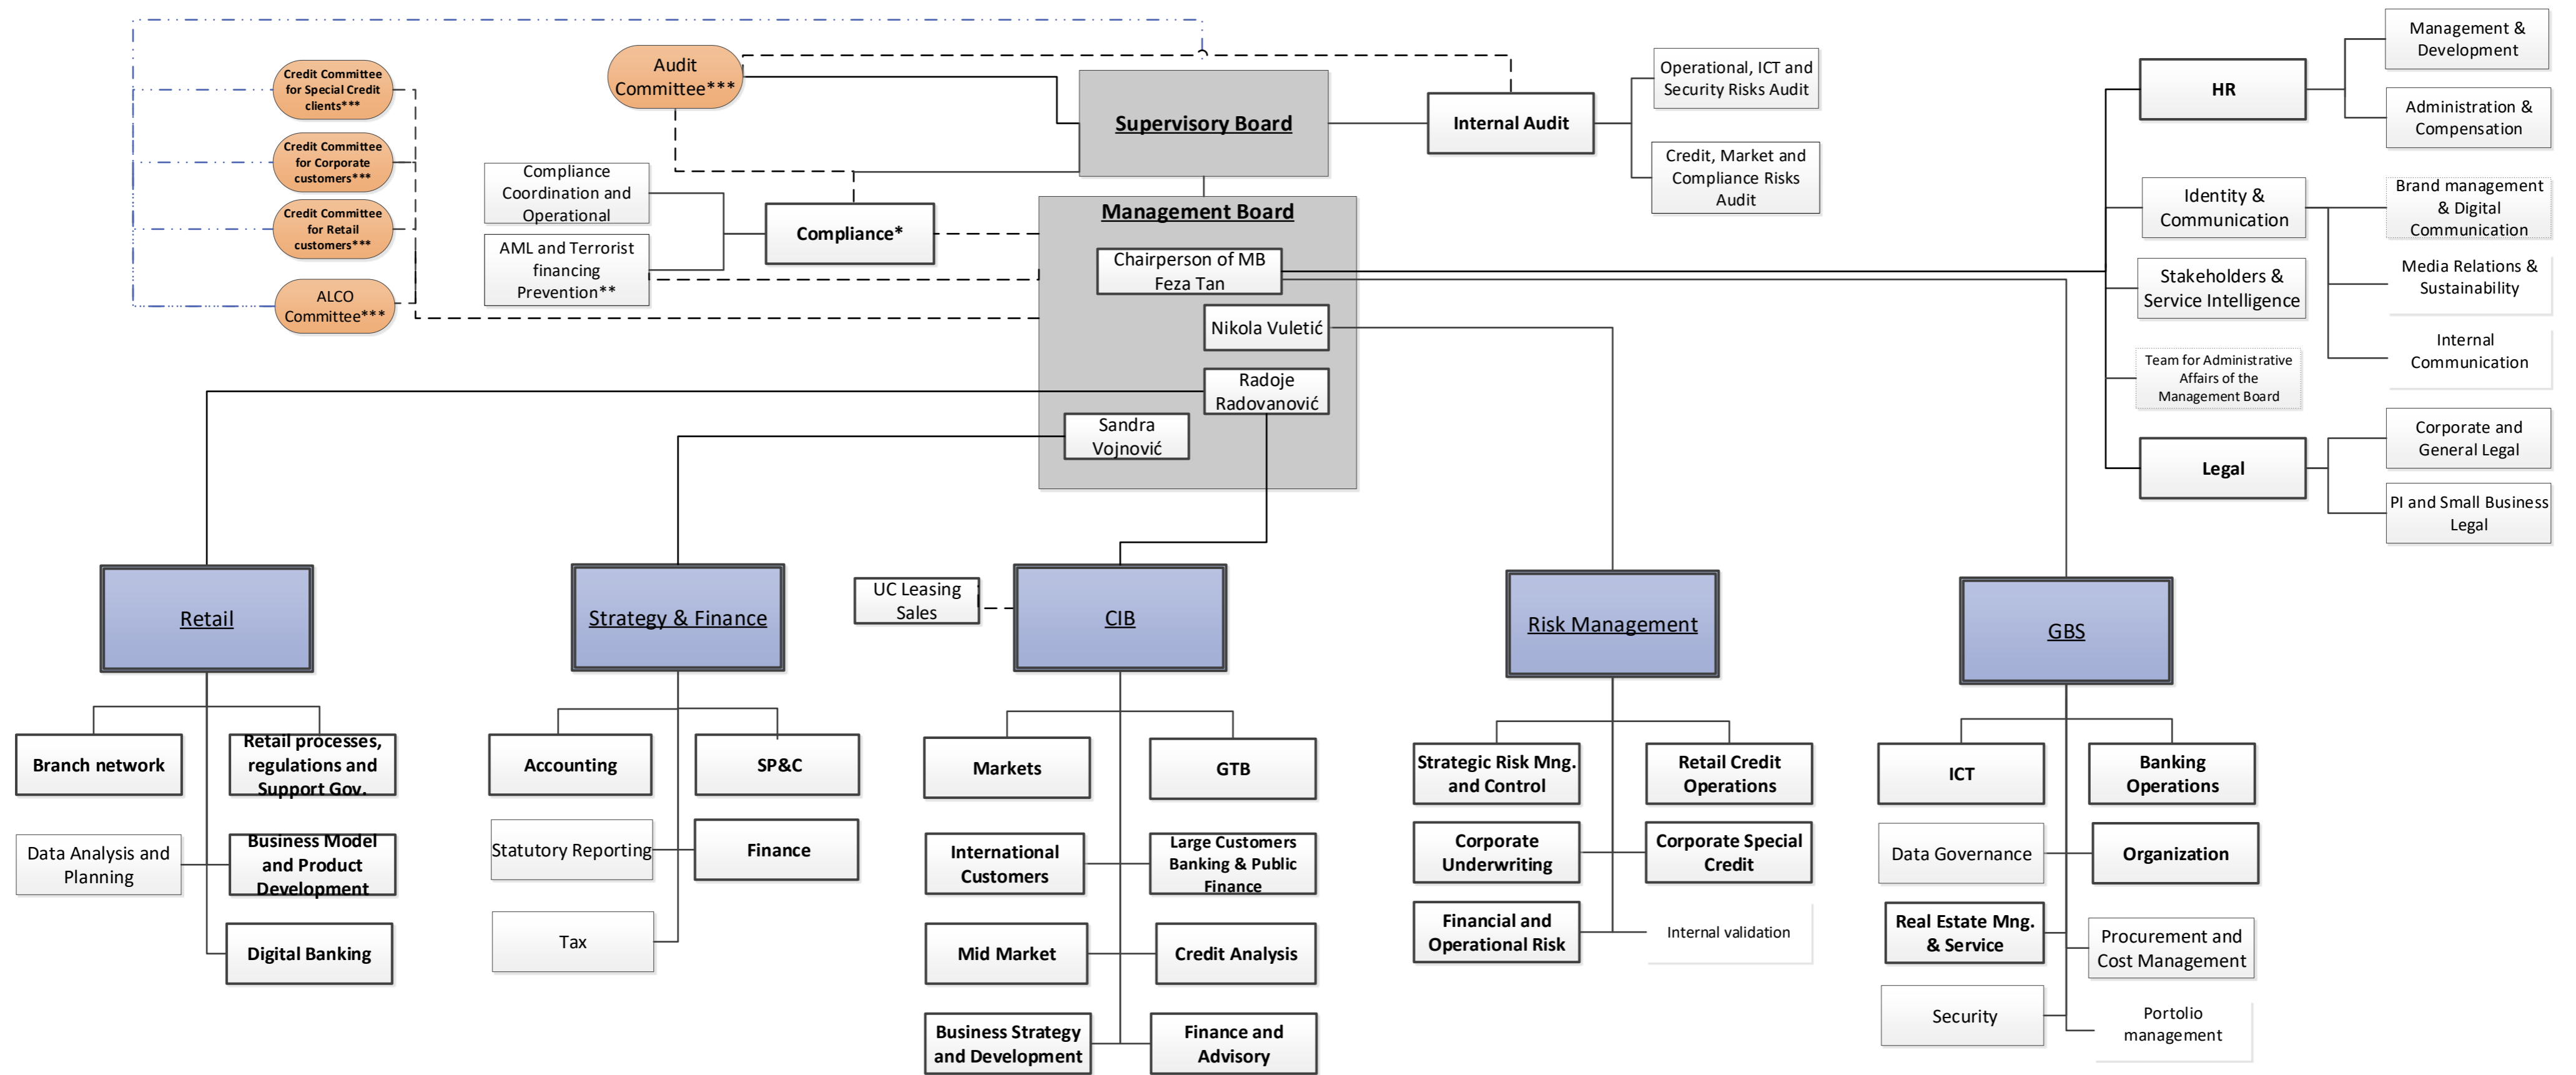 Credit Committee
for Special Credit
clients***
Credit Committee
for Corporate
customers***
Credit Committee
for Retail
customers***
ALCO
Committee***
Audit
Committee***
Compliance
Coordination and
Operational
AML and Terrorist
financing
Prevention**
Compliance*
Supervisory Board
Management Board
Chairperson of MB
Feza Tan
Nikola Vuletić
Radoje
Radovanović
Sandra
Vojnović
Internal Audit
Operational, ICT and
Security Risks Audit
Credit, Market and
Compliance Risks
Audit
HR
Management &
Development
Administration &
Compensation
Identity &
Communication
Brand management
& Digital
Communication
Media Relations &
Sustainability
Internal
Communication
Stakeholders &
Service Intelligence
Team for Administrative
Affairs of the
Management Board
Legal
Corporate and
General Legal
PI and Small Business
Legal
Retail
Branch network
Retail processes,
regulations and
Support Gov.
Data Analysis and
Planning
Business Model
and Product
Development
Digital Banking
Strategy & Finance
Accounting
SP&C
Statutory Reporting
Finance
Tax
UC Leasing
Sales
CIB
Markets
GTB
International
Customers
Large Customers
Banking & Public
Finance
Mid Market
Credit Analysis
Business Strategy
and Development
Finance and
Advisory
Risk Management
Strategic Risk Mng.
and Control
Retail Credit
Operations
Corporate
Underwriting
Corporate Special
Credit
Financial and
Operational Risk
Internal validation
GBS
ICT
Banking
Operations
Data Governance
Organization
Real Estate Mng.
& Service
Procurement and
Cost Management
Security
Portolio
management